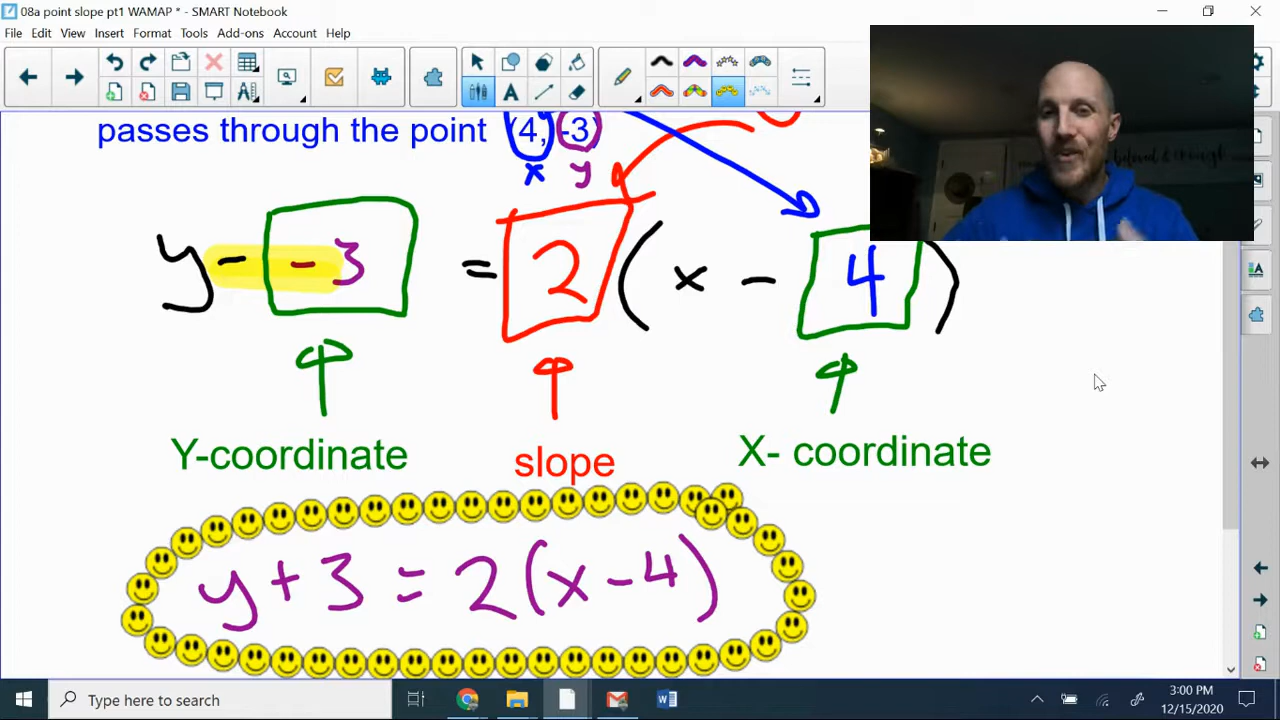 08a point slope pt1 WAMAP * - SMART Notebook
File Edit View Insert Format Tools Add-ons Account Help
passes through the point (4, -3)
x y
y - -3 = 2 (x - 4)
Y-coordinate slope X- coordinate
y + 3 = 2(x - 4)
Type here to search
3:00 PM
12/15/2020